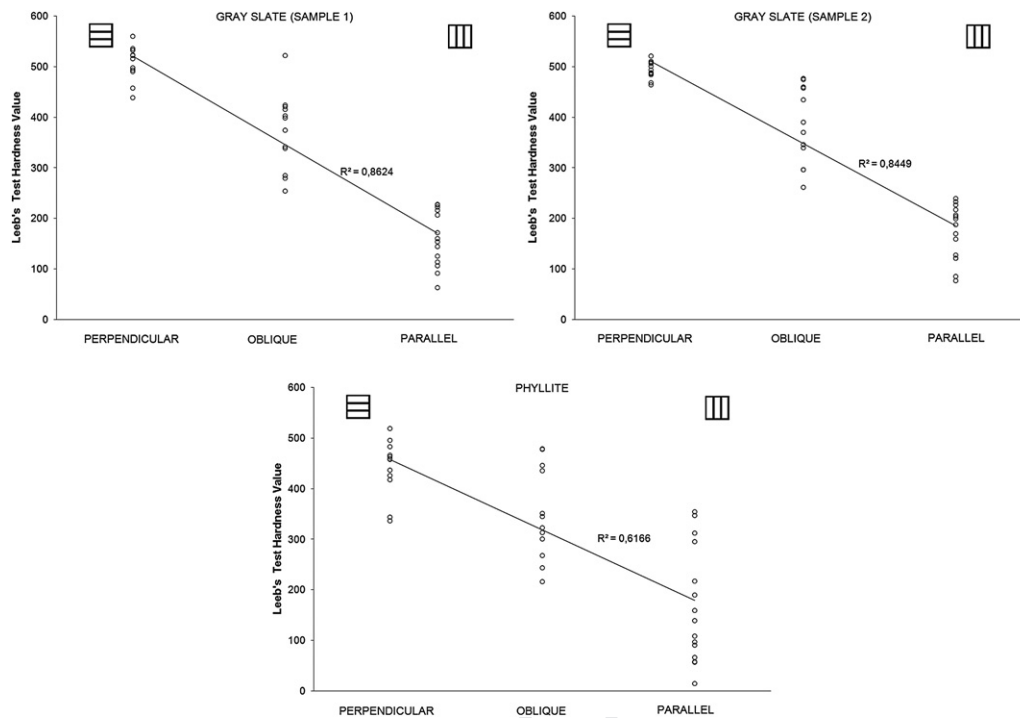 GRAY SLATE (SAMPLE 1)
600
500
400
300
200
100
0
Leeb's Test Hardness Value
R² = 0,8624
PERPENDICULAR OBLIQUE PARALLEL
GRAY SLATE (SAMPLE 2)
600
500
400
300
200
100
0
Leeb's Test Hardness Value
R² = 0,8449
PERPENDICULAR OBLIQUE PARALLEL
PHYLLITE
600
500
400
300
200
100
0
Leeb's Test Hardness Value
R² = 0,6166
PERPENDICULAR OBLIQUE PARALLEL